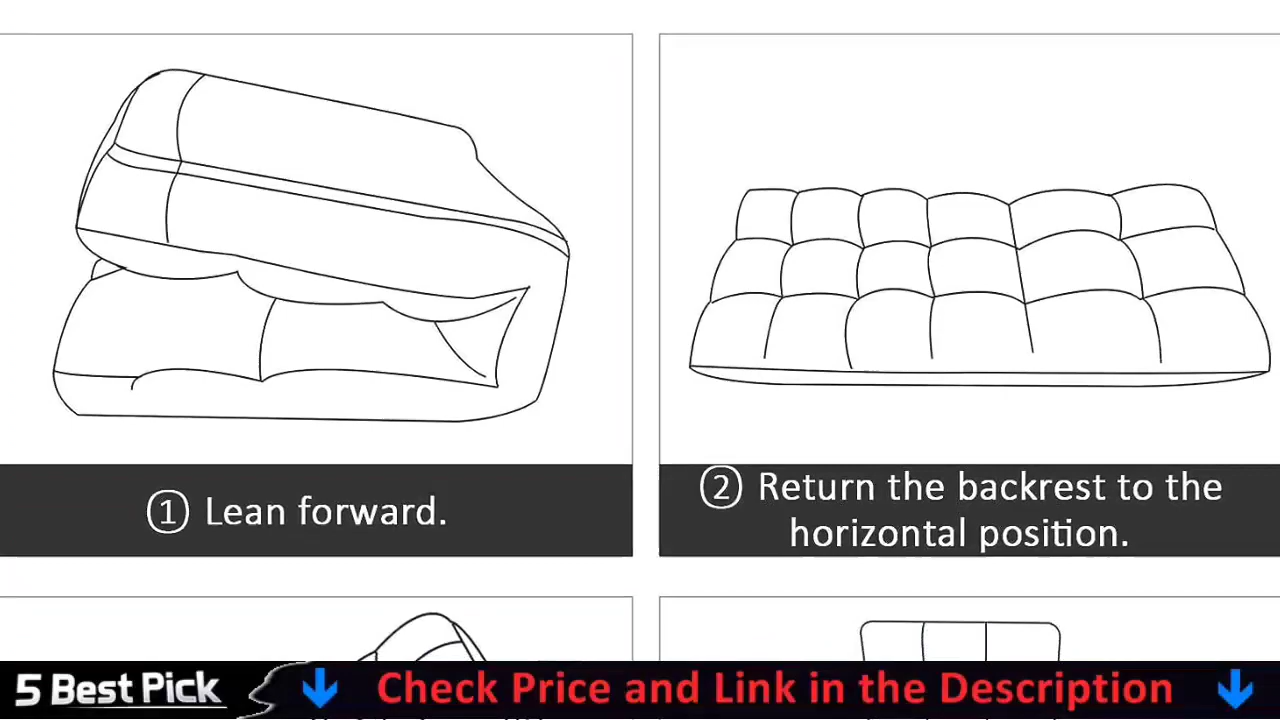 ① Lean forward.
② Return the backrest to the
horizontal position.
5 Best Pick
Check Price and Link in the Description